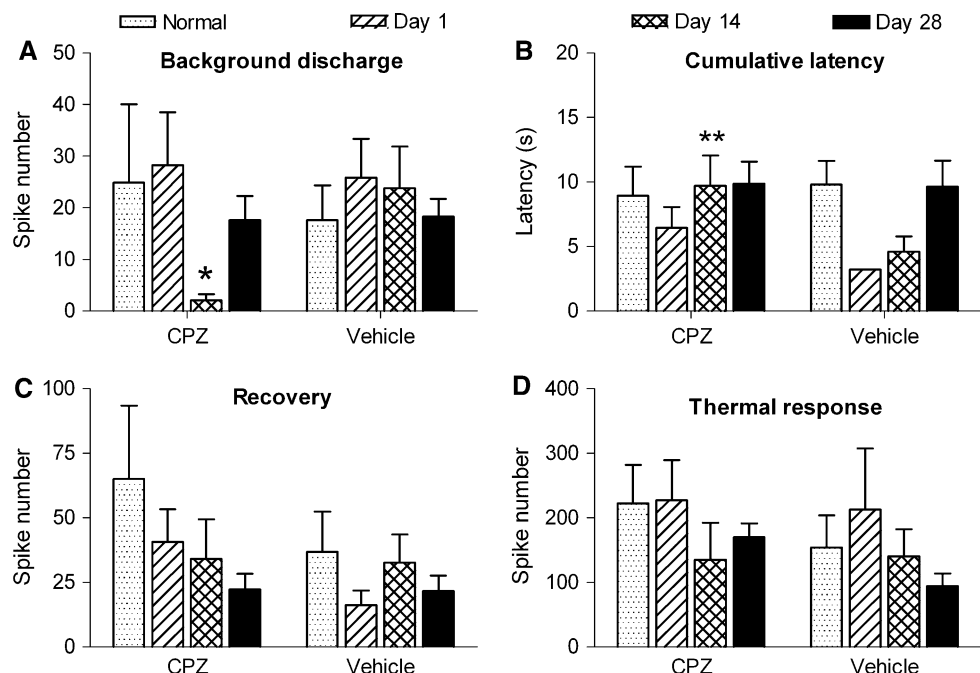 Normal Day 1 Day 14 Day 28
A
Background discharge
Spike number
50
40
30
20
10
0
*
CPZ Vehicle
B
Cumulative latency
Latency (s)
20
15
10
5
0
**
CPZ Vehicle
C
Recovery
Spike number
100
75
50
25
0
CPZ Vehicle
D
Thermal response
Spike number
400
300
200
100
0
CPZ Vehicle